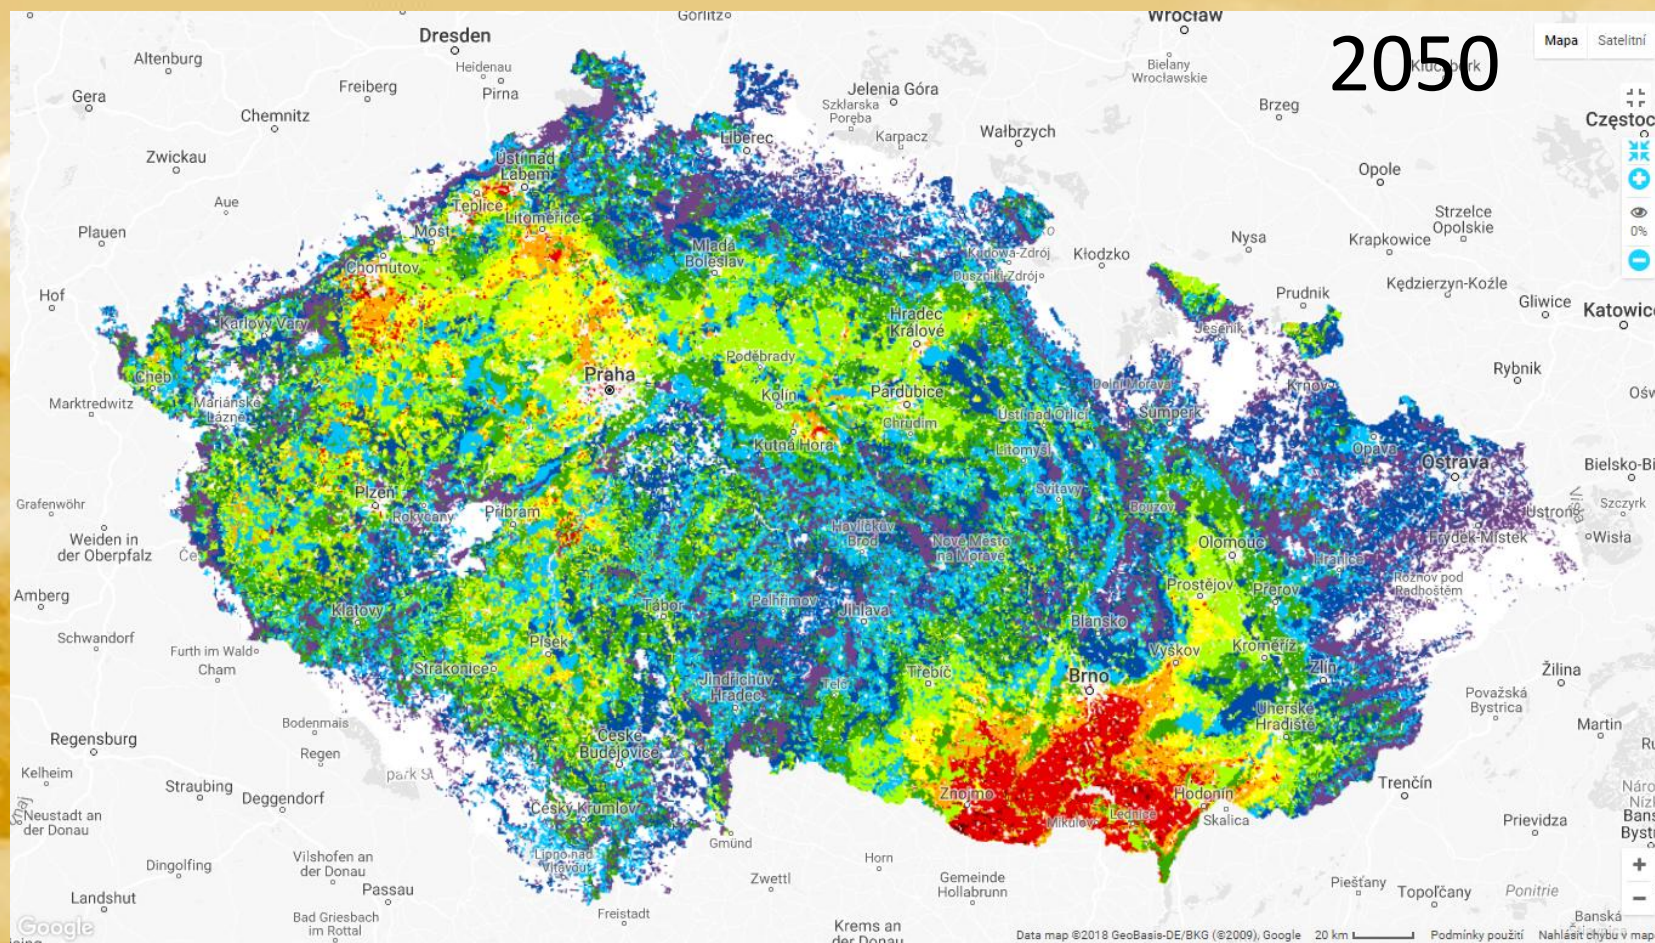 Görlitz
Wrocław
2050
Mapa
Satelitní
Dresden
Altenburg
Heidenau
Bielany
Wrocławskie
Kluczbork
Freiberg
Pirna
Jelenia Góra
Gera
Szklarska
Poręba
Brzeg
Chemnitz
Częstoc
Liberec
Karpacz
Wałbrzych
Zwickau
Ústí nad
Labem
Opole
Aue
Teplice
Litoměřice
Strzelce
Opolskie
0%
Plauen
Most
Mladá
Boleslav
Kudowa-Zdrój
Kłodzko
Nysa
Krapkowice
Chomutov
Duszniki-Zdrój
Kędzierzyn-Koźle
Hof
Prudnik
Gliwice
Katowice
Karlovy Vary
Hradec
Králové
Jeseník
Poděbrady
Rybnik
Cheb
Praha
Kolín
Pardubice
Dolní Morava
Krnov
Ośw
Marktredwitz
Mariánské
Lázně
Chrudim
Ústí nad Orlicí
Šumperk
Kutná Hora
Litomyšl
Opava
Ostrava
Bielsko-Bi
Plzeň
Svitavy
Grafenwöhr
Rokycany
Příbram
Bouzov
Ustroń
Szczyrk
Weiden in
der Oberpfalz
Havlíčkův
Brod
Nové Město
na Moravě
Olomouc
Frýdek-Místek
Wisła
Hranice
Amberg
Prostějov
Přerov
Rožnov pod
Radhoštěm
Klatovy
Tábor
Pelhřimov
Jihlava
Blansko
Schwandorf
Furth im Wald
Písek
Vyškov
Kroměříž
Cham
Strakonice
Jindřichův
Hradec
Telč
Třebíč
Brno
Zlín
Žilina
Považská
Bystrica
Bodenmais
Uherské
Hradiště
Martin
Regensburg
Regen
České
Budějovice
Kelheim
park
Straubing
Deggendorf
Český Krumlov
Znojmo
Hodonín
Trenčín
Neustadt an
der Donau
Mikulov
Lednice
Skalica
Prievidza
Gmünd
Dingolfing
Vilshofen an
der Donau
Lipno nad
Vltavou
Horn
Zwettl
Gemeinde
Hollabrunn
Passau
Landshut
Piešťany
Topoľčany
Ponitrie
Bad Griesbach
im Rottal
Freistadt
Krems an
der Donau
Banská
Google
Data map ©2018 GeoBasis-DE/BKG (©2009), Google
20 km
Podmínky použití
Nahlásit chybu v map